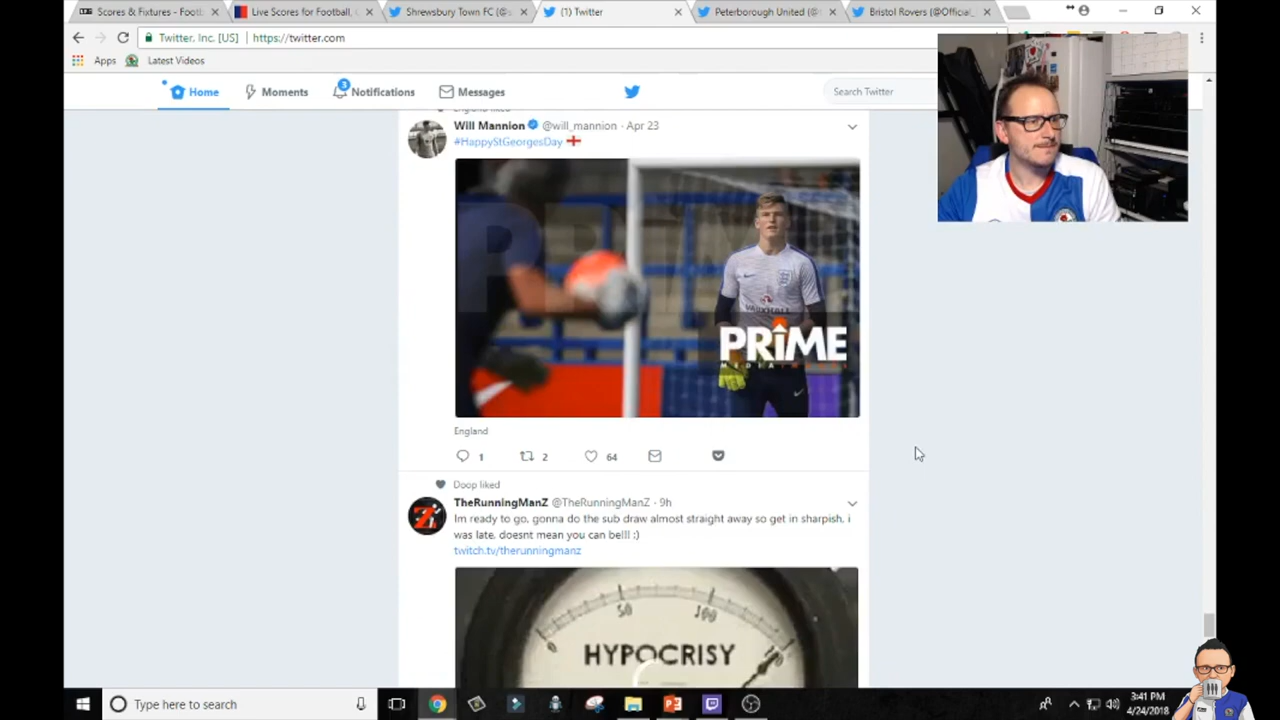 Scores & Fixtures - Footb
Live Scores for Football,
Shrewsbury Town FC (@s
(1) Twitter
Peterborough United (@
Bristol Rovers (@Official_
Twitter, Inc. [US]
https://twitter.com
Apps
Latest Videos
Home
Moments
3
Notifications
Messages
Search Twitter
Will Mannion @will_mannion · Apr 23
#HappyStGeorgesDay
VAUXHALL
PRiME
England
1
2
64
Doop liked
TheRunningManZ @TheRunningManZ · 9h
Im ready to go, gonna do the sub draw almost straight away so get in sharpish, i
was late, doesnt mean you can be!!! :)
twitch.tv/therunningmanz
0
50
100
HYPOCRISY
Type here to search
3:41 PM
4/24/2018